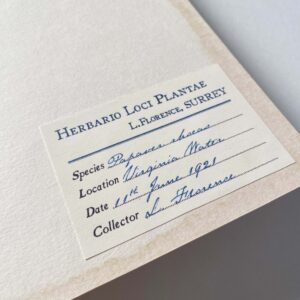 HERBARIO LOCI PLANTAE
L. FLORENCE, SURREY
Species Papaver rhoeas
Location Virginia Water
Date 11th June 1921
Collector L. Florence